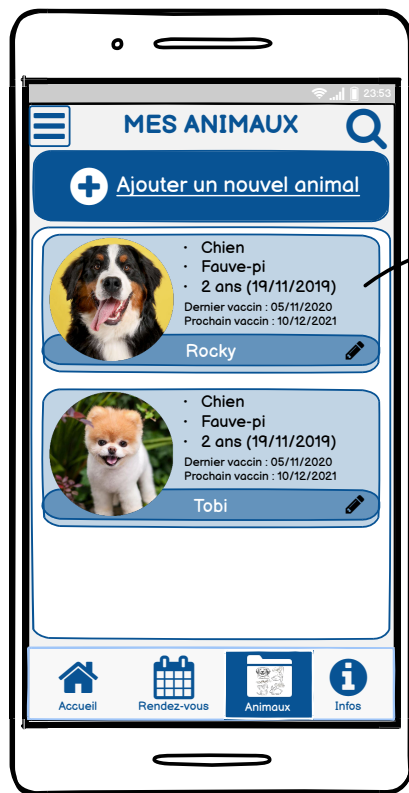 23:53
MES ANIMAUX
Ajouter un nouvel animal
· Chien
· Fauve-pi
· 2 ans (19/11/2019)
Dernier vaccin : 05/11/2020
Prochain vaccin : 10/12/2021
Rocky
· Chien
· Fauve-pi
· 2 ans (19/11/2019)
Dernier vaccin : 05/11/2020
Prochain vaccin : 10/12/2021
Tobi
Accueil Rendez-vous Animaux Infos